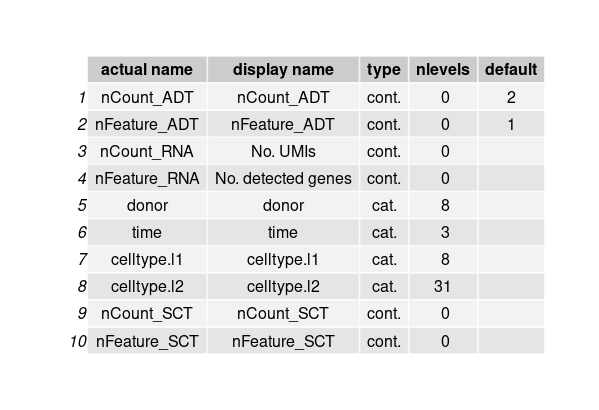 actual name display name type nlevels default
1 nCount_ADT nCount_ADT cont. 0 2
2 nFeature_ADT nFeature_ADT cont. 0 1
3 nCount_RNA No. UMIs cont. 0
4 nFeature_RNA No. detected genes cont. 0
5 donor donor cat. 8
6 time time cat. 3
7 celltype.l1 celltype.l1 cat. 8
8 celltype.l2 celltype.l2 cat. 31
9 nCount_SCT nCount_SCT cont. 0
10 nFeature_SCT nFeature_SCT cont. 0